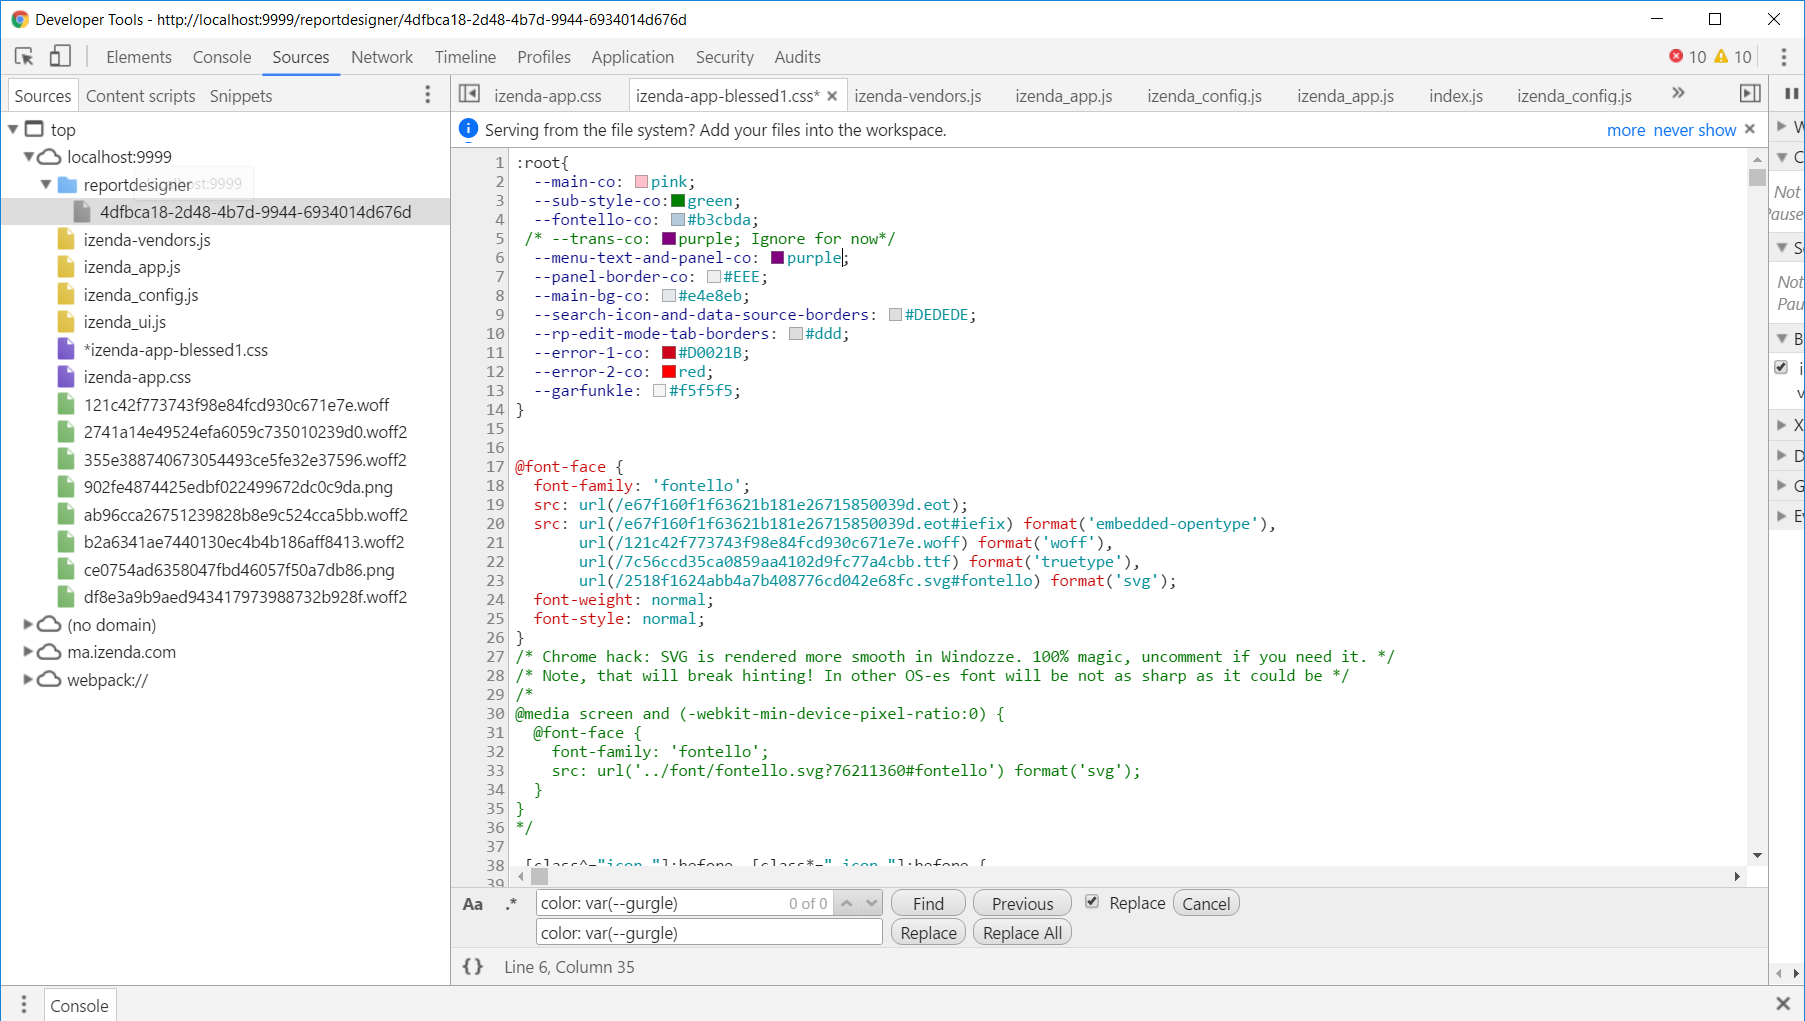 Developer Tools - http://localhost:9999/reportdesigner/4dfbca18-2d48-4b7d-9944-6934014d676d
Elements Console Sources Network Timeline Profiles Application Security Audits 10 10
Sources Content scripts Snippets
izenda-app.css izenda-app-blessed1.css* × izenda-vendors.js izenda_app.js izenda_config.js izenda_app.js index.js izenda_config.js »
Serving from the file system? Add your files into the workspace. more never show ×
top
localhost:9999
reportdesigner
localhost:9999
4dfbca18-2d48-4b7d-9944-6934014d676d
izenda-vendors.js
izenda_app.js
izenda_config.js
izenda_ui.js
*izenda-app-blessed1.css
izenda-app.css
121c42f773743f98e84fcd930c671e7e.woff
2741a14e49524efa6059c735010239d0.woff2
355e388740673054493ce5fe32e37596.woff2
902fe4874425edbf022499672dc0c9da.png
ab96cca26751239828b8e9c524cca5bb.woff2
b2a6341ae7440130ec4b4b186aff8413.woff2
ce0754ad6358047fbd46057f50a7db86.png
df8e3a9b9aed943417973988732b928f.woff2
(no domain)
ma.izenda.com
webpack://
1 :root{
2 --main-co: pink;
3 --sub-style-co:green;
4 --fontello-co: #b3cbda;
5 /* --trans-co: purple; Ignore for now*/
6 --menu-text-and-panel-co: purple;
7 --panel-border-co: #EEE;
8 --main-bg-co: #e4e8eb;
9 --search-icon-and-data-source-borders: #DEDEDE;
10 --rp-edit-mode-tab-borders: #ddd;
11 --error-1-co: #D0021B;
12 --error-2-co: red;
13 --garfunkle: #f5f5f5;
14 }
15
16
17 @font-face {
18 font-family: 'fontello';
19 src: url(/e67f160f1f63621b181e26715850039d.eot);
20 src: url(/e67f160f1f63621b181e26715850039d.eot#iefix) format('embedded-opentype'),
21 url(/121c42f773743f98e84fcd930c671e7e.woff) format('woff'),
22 url(/7c56ccd35ca0859aa4102d9fc77a4cbb.ttf) format('truetype'),
23 url(/2518f1624abb4a7b408776cd042e68fc.svg#fontello) format('svg');
24 font-weight: normal;
25 font-style: normal;
26 }
27 /* Chrome hack: SVG is rendered more smooth in Windozze. 100% magic, uncomment if you need it. */
28 /* Note, that will break hinting! In other OS-es font will be not as sharp as it could be */
29 /*
30 @media screen and (-webkit-min-device-pixel-ratio:0) {
31 @font-face {
32 font-family: 'fontello';
33 src: url('../font/fontello.svg?76211360#fontello') format('svg');
34 }
35 }
36 */
37
38 [class^="icon-"]:before, [class*=" icon-"]:before {
39
Not
Pause
Not
Pau
Aa .* color: var(--gurgle) 0 of 0 Find Previous Replace Cancel
color: var(--gurgle) Replace Replace All
{} Line 6, Column 35
Console